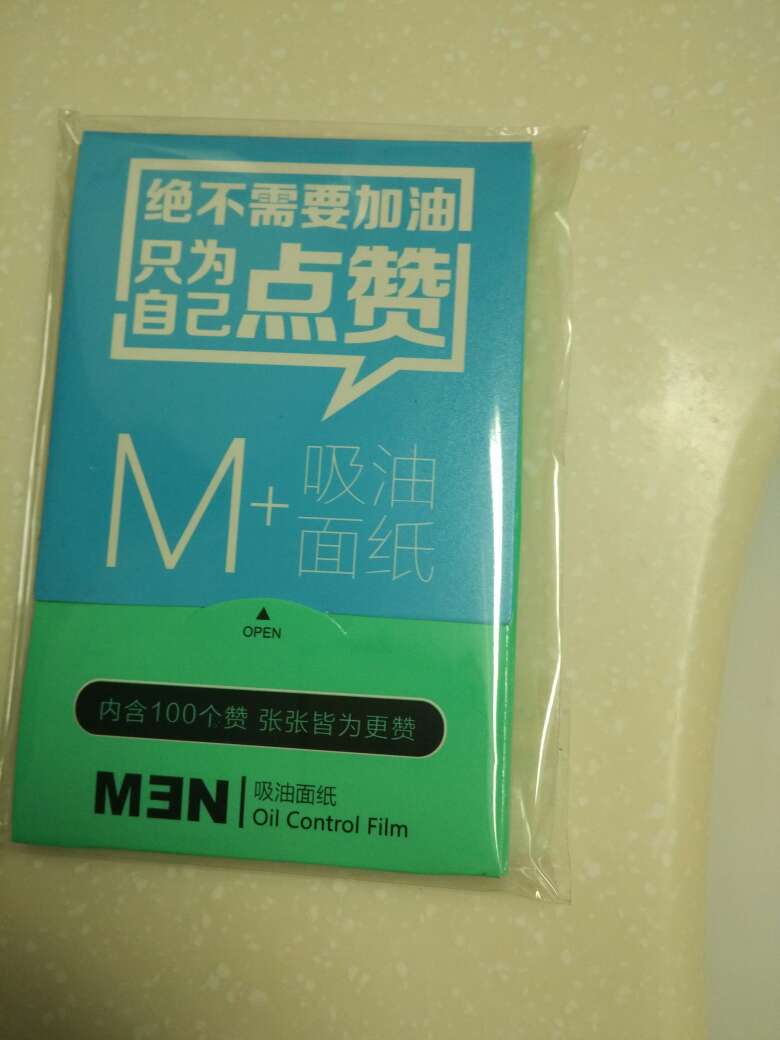 绝不需要加油
只为
自己点赞
M+吸油
面纸
OPEN
内含100个赞 张张皆为更赞
MEN
吸油面纸
Oil Control Film